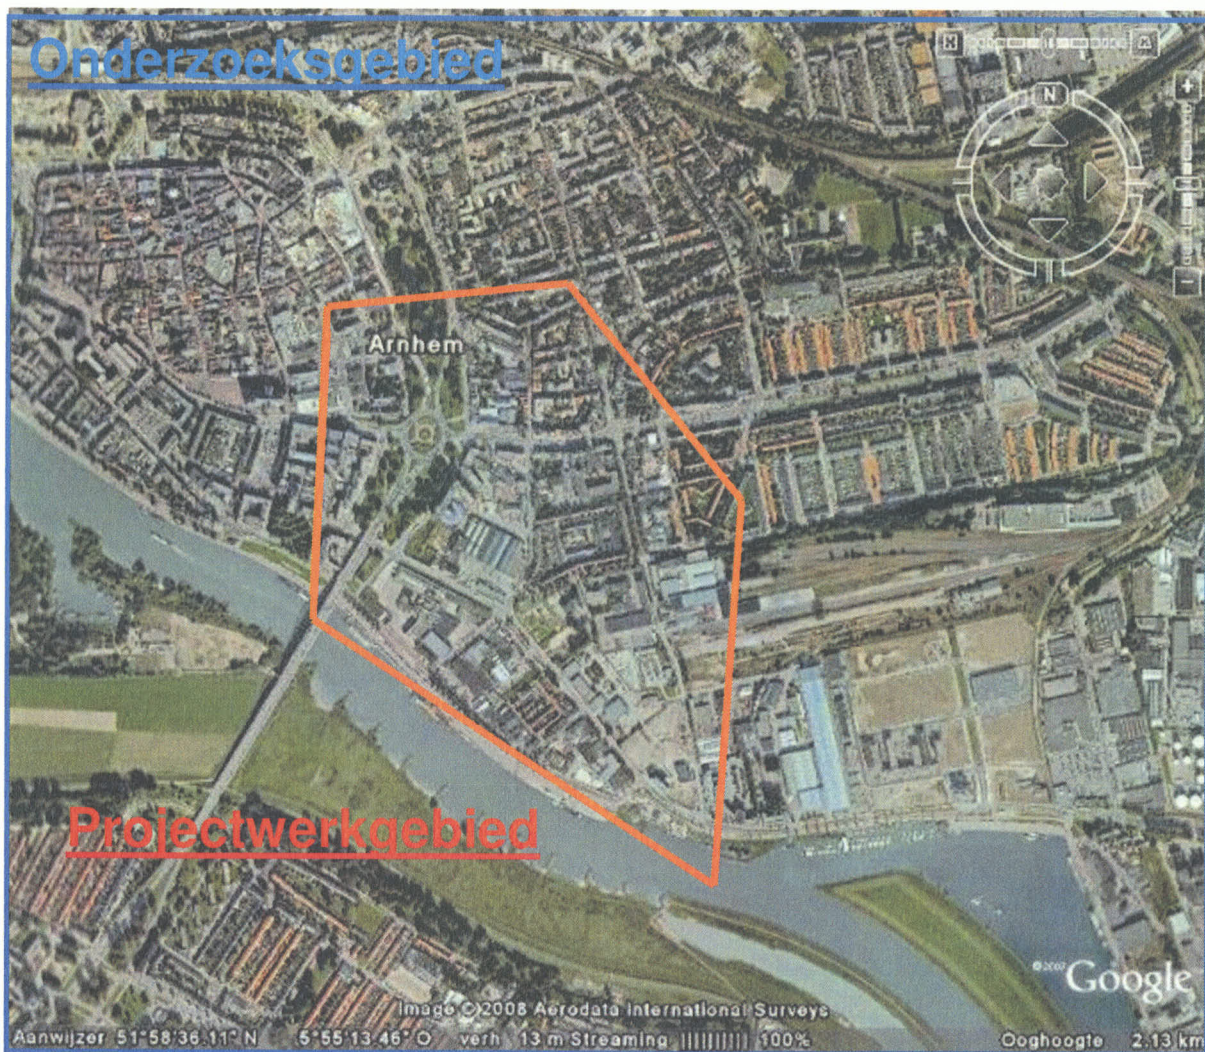 Onderzoeksgebied
N
Arnhem
Projectwerkgebied
©2007 Google
Image © 2008 Aerodata International Surveys
Aanwijzer 51°58'36.11" N 5°55'13.46" O verh 13 m Streaming |||||||||| 100% Ooghoogte 2.13 km